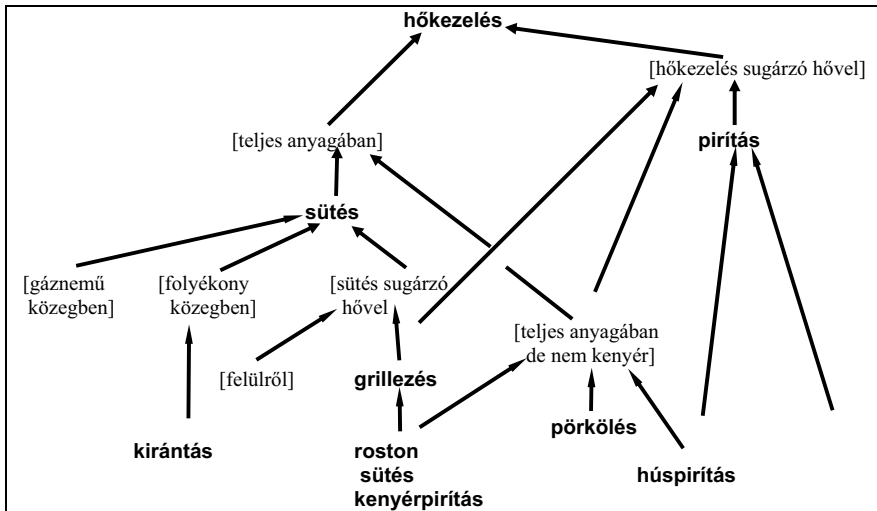 hőkezelés
[hőkezelés sugárzó hővel]
[teljes anyagában]
pirítás
sütés
[gáznemű
közegben]
[folyékony
közegben]
[sütés sugárzó
hővel
[teljes anyagában
de nem kenyér]
[felülről]
grillezés
pörkölés
kirántás
roston
sütés
kenyérpirítás
húspirítás